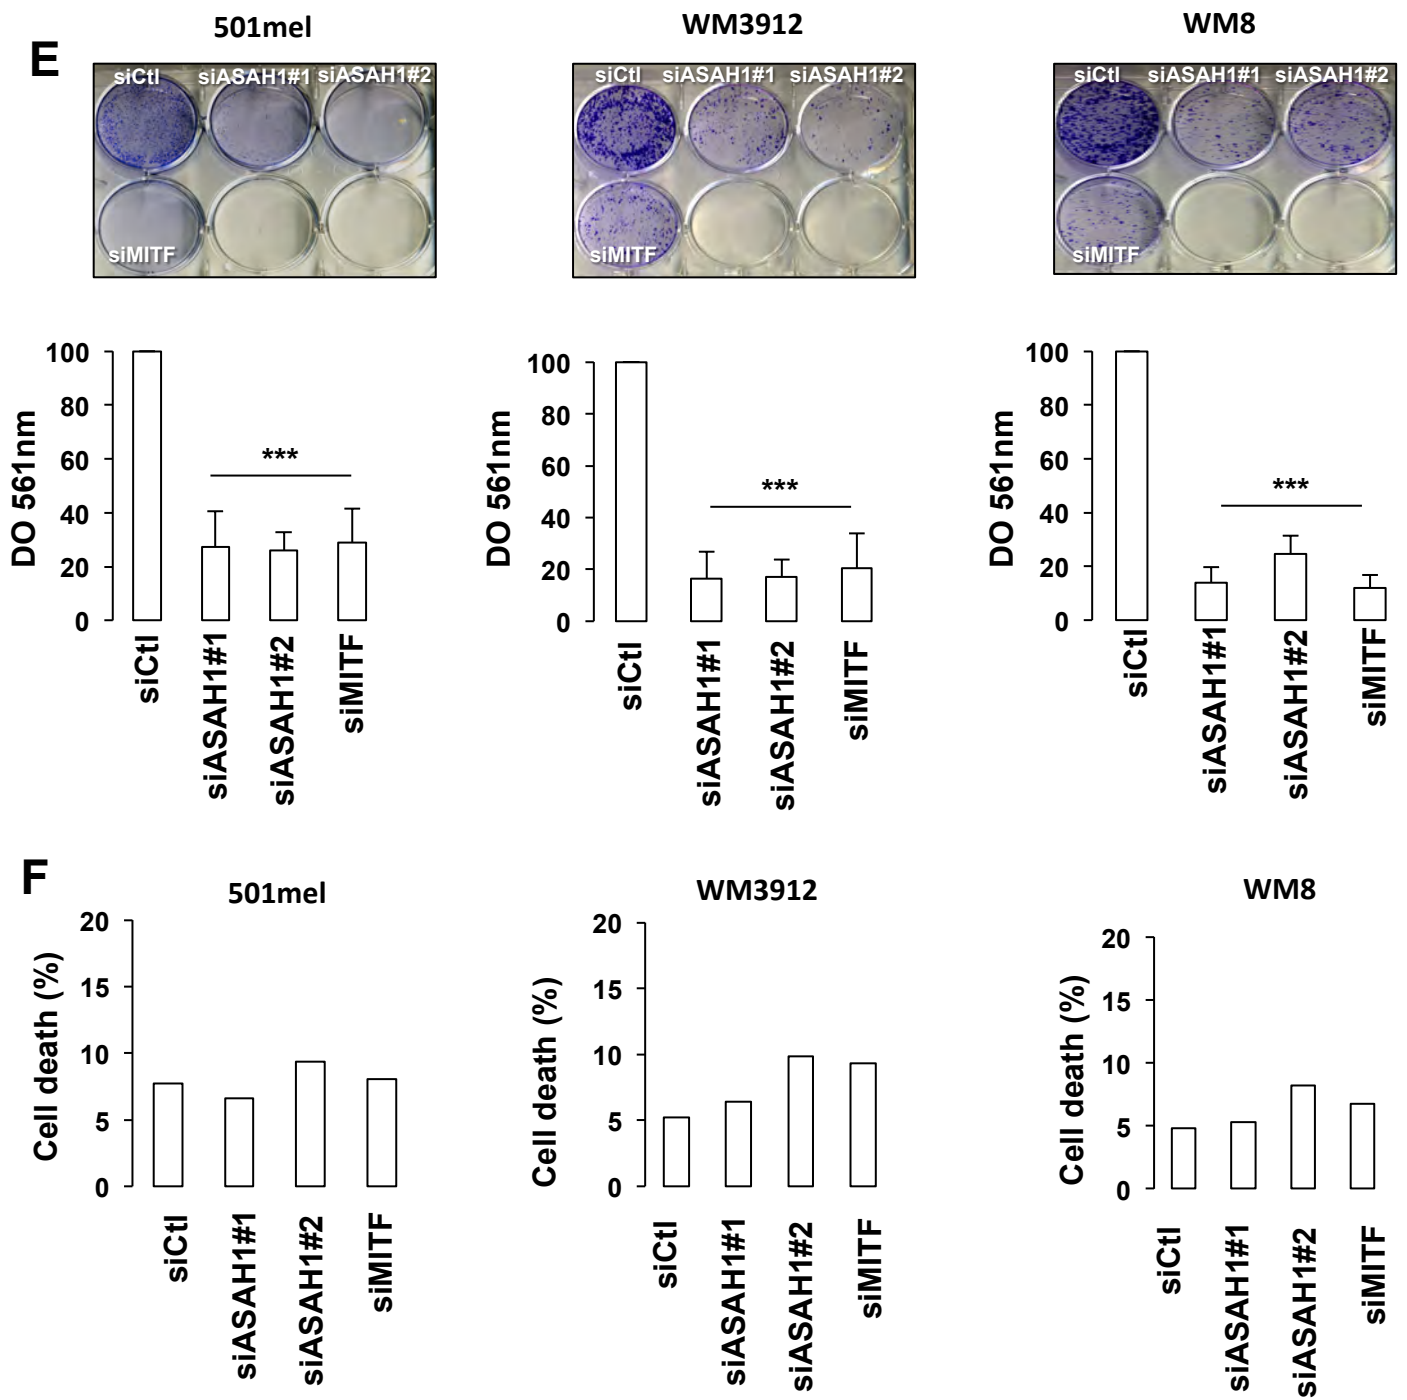 E
501mel
WM3912
WM8
siCtl siASAH1#1 siASAH1#2
siMITF
siCtl siASAH1#1 siASAH1#2
siMITF
siCtl siASAH1#1 siASAH1#2
siMITF
DO 561nm
100
80
60
40
20
0
***
siCtl
siASAH1#1
siASAH1#2
siMITF
DO 561nm
100
80
60
40
20
0
***
siCtl
siASAH1#1
siASAH1#2
siMITF
DO 561nm
100
80
60
40
20
0
***
siCtl
siASAH1#1
siASAH1#2
siMITF
F
501mel
Cell death (%)
20
15
10
5
0
siCtl
siASAH1#1
siASAH1#2
siMITF
WM3912
Cell death (%)
20
15
10
5
0
siCtl
siASAH1#1
siASAH1#2
siMITF
WM8
Cell death (%)
20
15
10
5
0
siCtl
siASAH1#1
siASAH1#2
siMITF